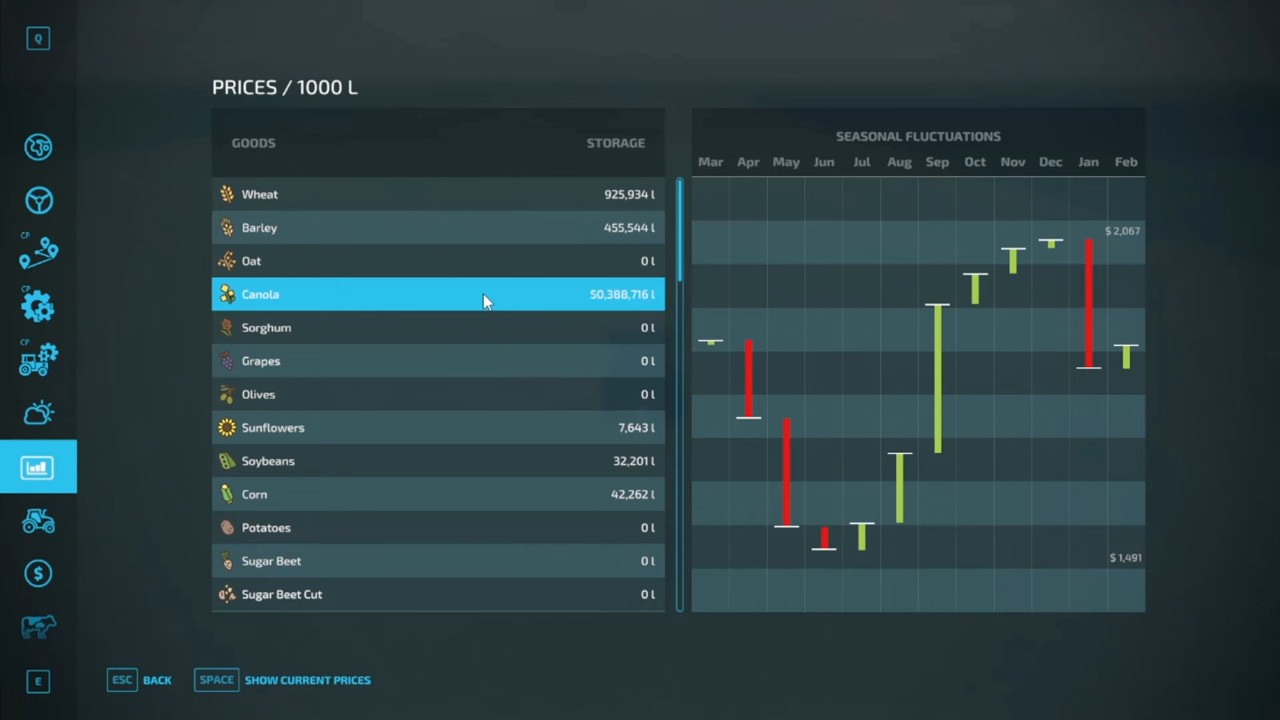 Q
PRICES / 1000 L
GOODS STORAGE
SEASONAL FLUCTUATIONS
Mar Apr May Jun Jul Aug Sep Oct Nov Dec Jan Feb
Wheat 925,934 l
Barley 455,544 l
$ 2,067
Oat 0 l
CP
Canola 50,388,716 l
CP
Sorghum 0 l
Grapes 0 l
CP
Olives 0 l
Sunflowers 7,643 l
Soybeans 32,201 l
Corn 42,262 l
Potatoes 0 l
Sugar Beet 0 l
$ 1,491
Sugar Beet Cut 0 l
$
E
ESC BACK SPACE SHOW CURRENT PRICES